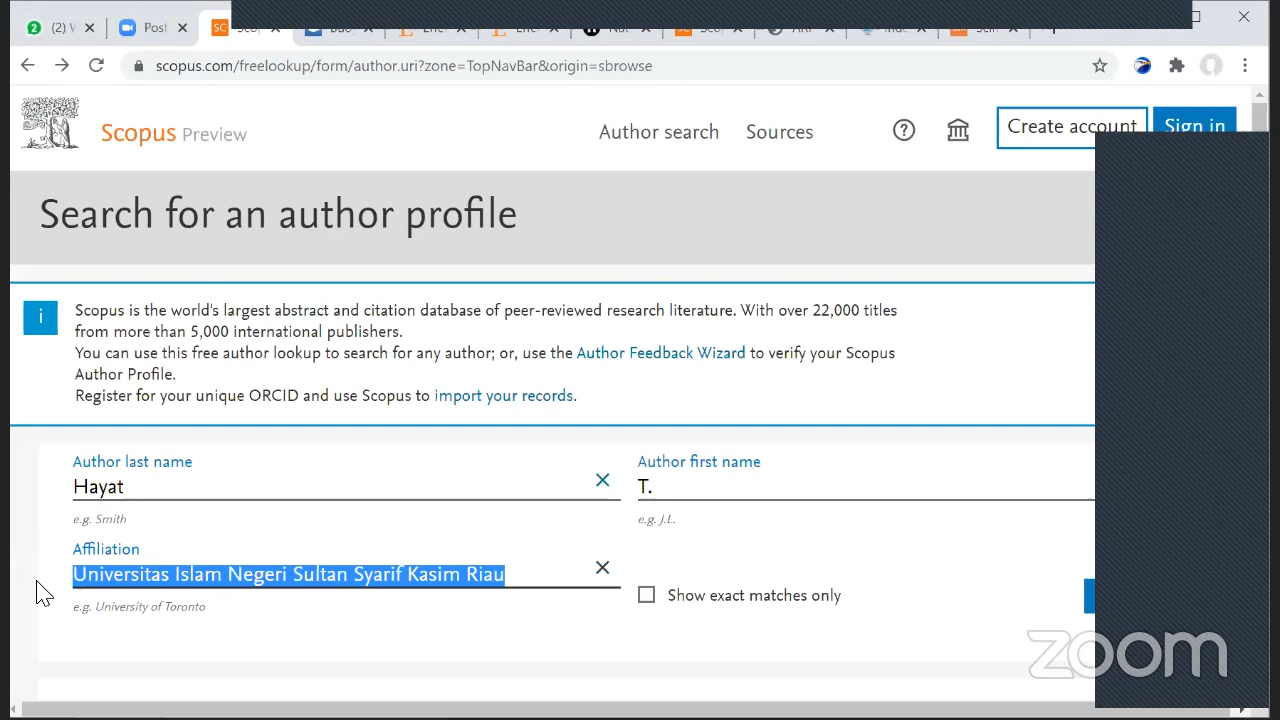 2 (2) W
Post
SC
scopus.com/freelookup/form/author.uri?zone=TopNavBar&origin=sbrowse
Scopus Preview
Author search
Sources
?
Create account
Sign in
Search for an author profile
i
Scopus is the world's largest abstract and citation database of peer-reviewed research literature. With over 22,000 titles
from more than 5,000 international publishers.
You can use this free author lookup to search for any author; or, use the Author Feedback Wizard to verify your Scopus
Author Profile.
Register for your unique ORCID and use Scopus to import your records.
Author last name
Hayat
e.g. Smith
Author first name
T.
e.g. J.L.
Affiliation
Universitas Islam Negeri Sultan Syarif Kasim Riau
e.g. University of Toronto
Show exact matches only
zoom